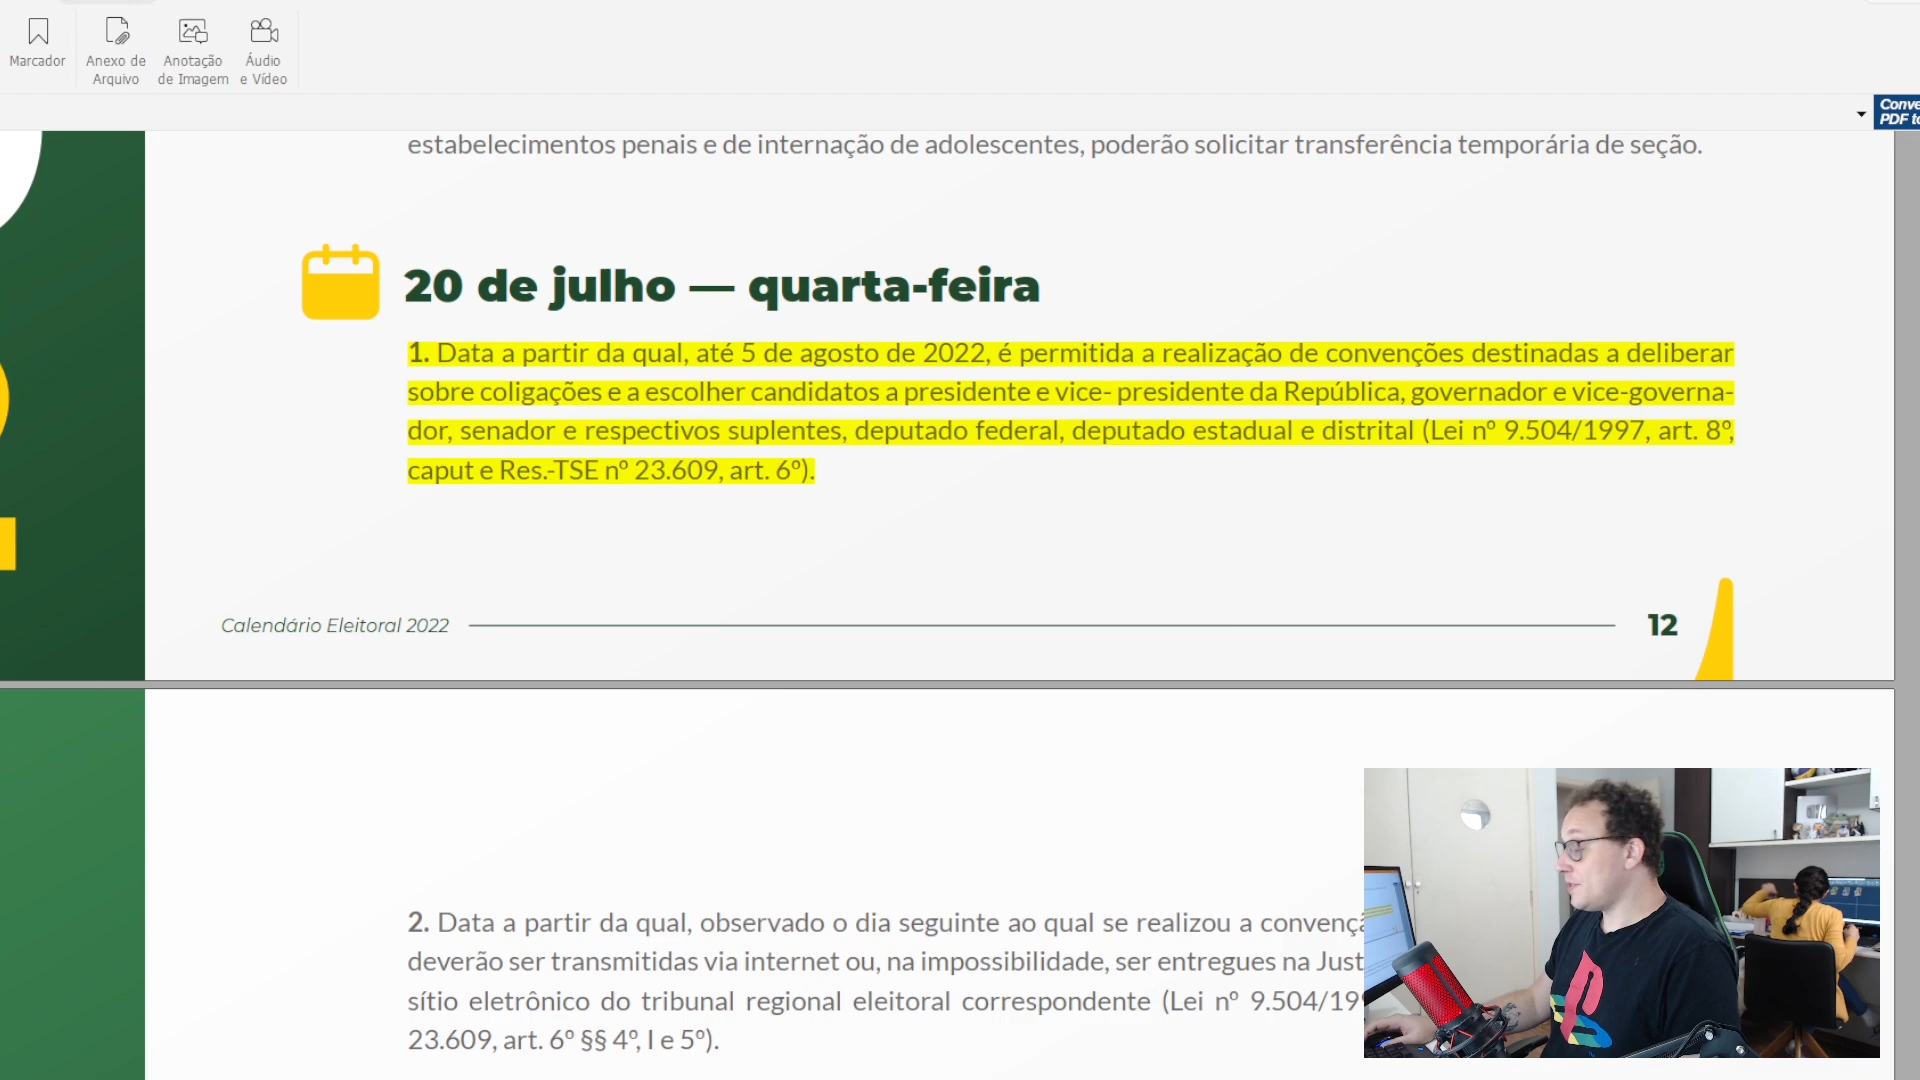 Marcador
Anexo de
Arquivo
Anotação
de Imagem
Áudio
e Vídeo
PDF
estabelecimentos penais e de internação de adolescentes, poderão solicitar transferência temporária de seção.
20 de julho — quarta-feira
1. Data a partir da qual, até 5 de agosto de 2022, é permitida a realização de convenções destinadas a deliberar
sobre coligações e a escolher candidatos a presidente e vice- presidente da República, governador e vice-governa-
dor, senador e respectivos suplentes, deputado federal, deputado estadual e distrital (Lei nº 9.504/1997, art. 8º,
caput e Res.-TSE nº 23.609, art. 6º).
Calendário Eleitoral 2022
12
2. Data a partir da qual, observado o dia seguinte ao qual se realizou a
deverão ser transmitidas via internet ou, na impossibilidade, ser entregues na
sítio eletrônico do tribunal regional eleitoral correspondente (Lei nº
23.609, art. 6º §§ 4º, I e 5º).